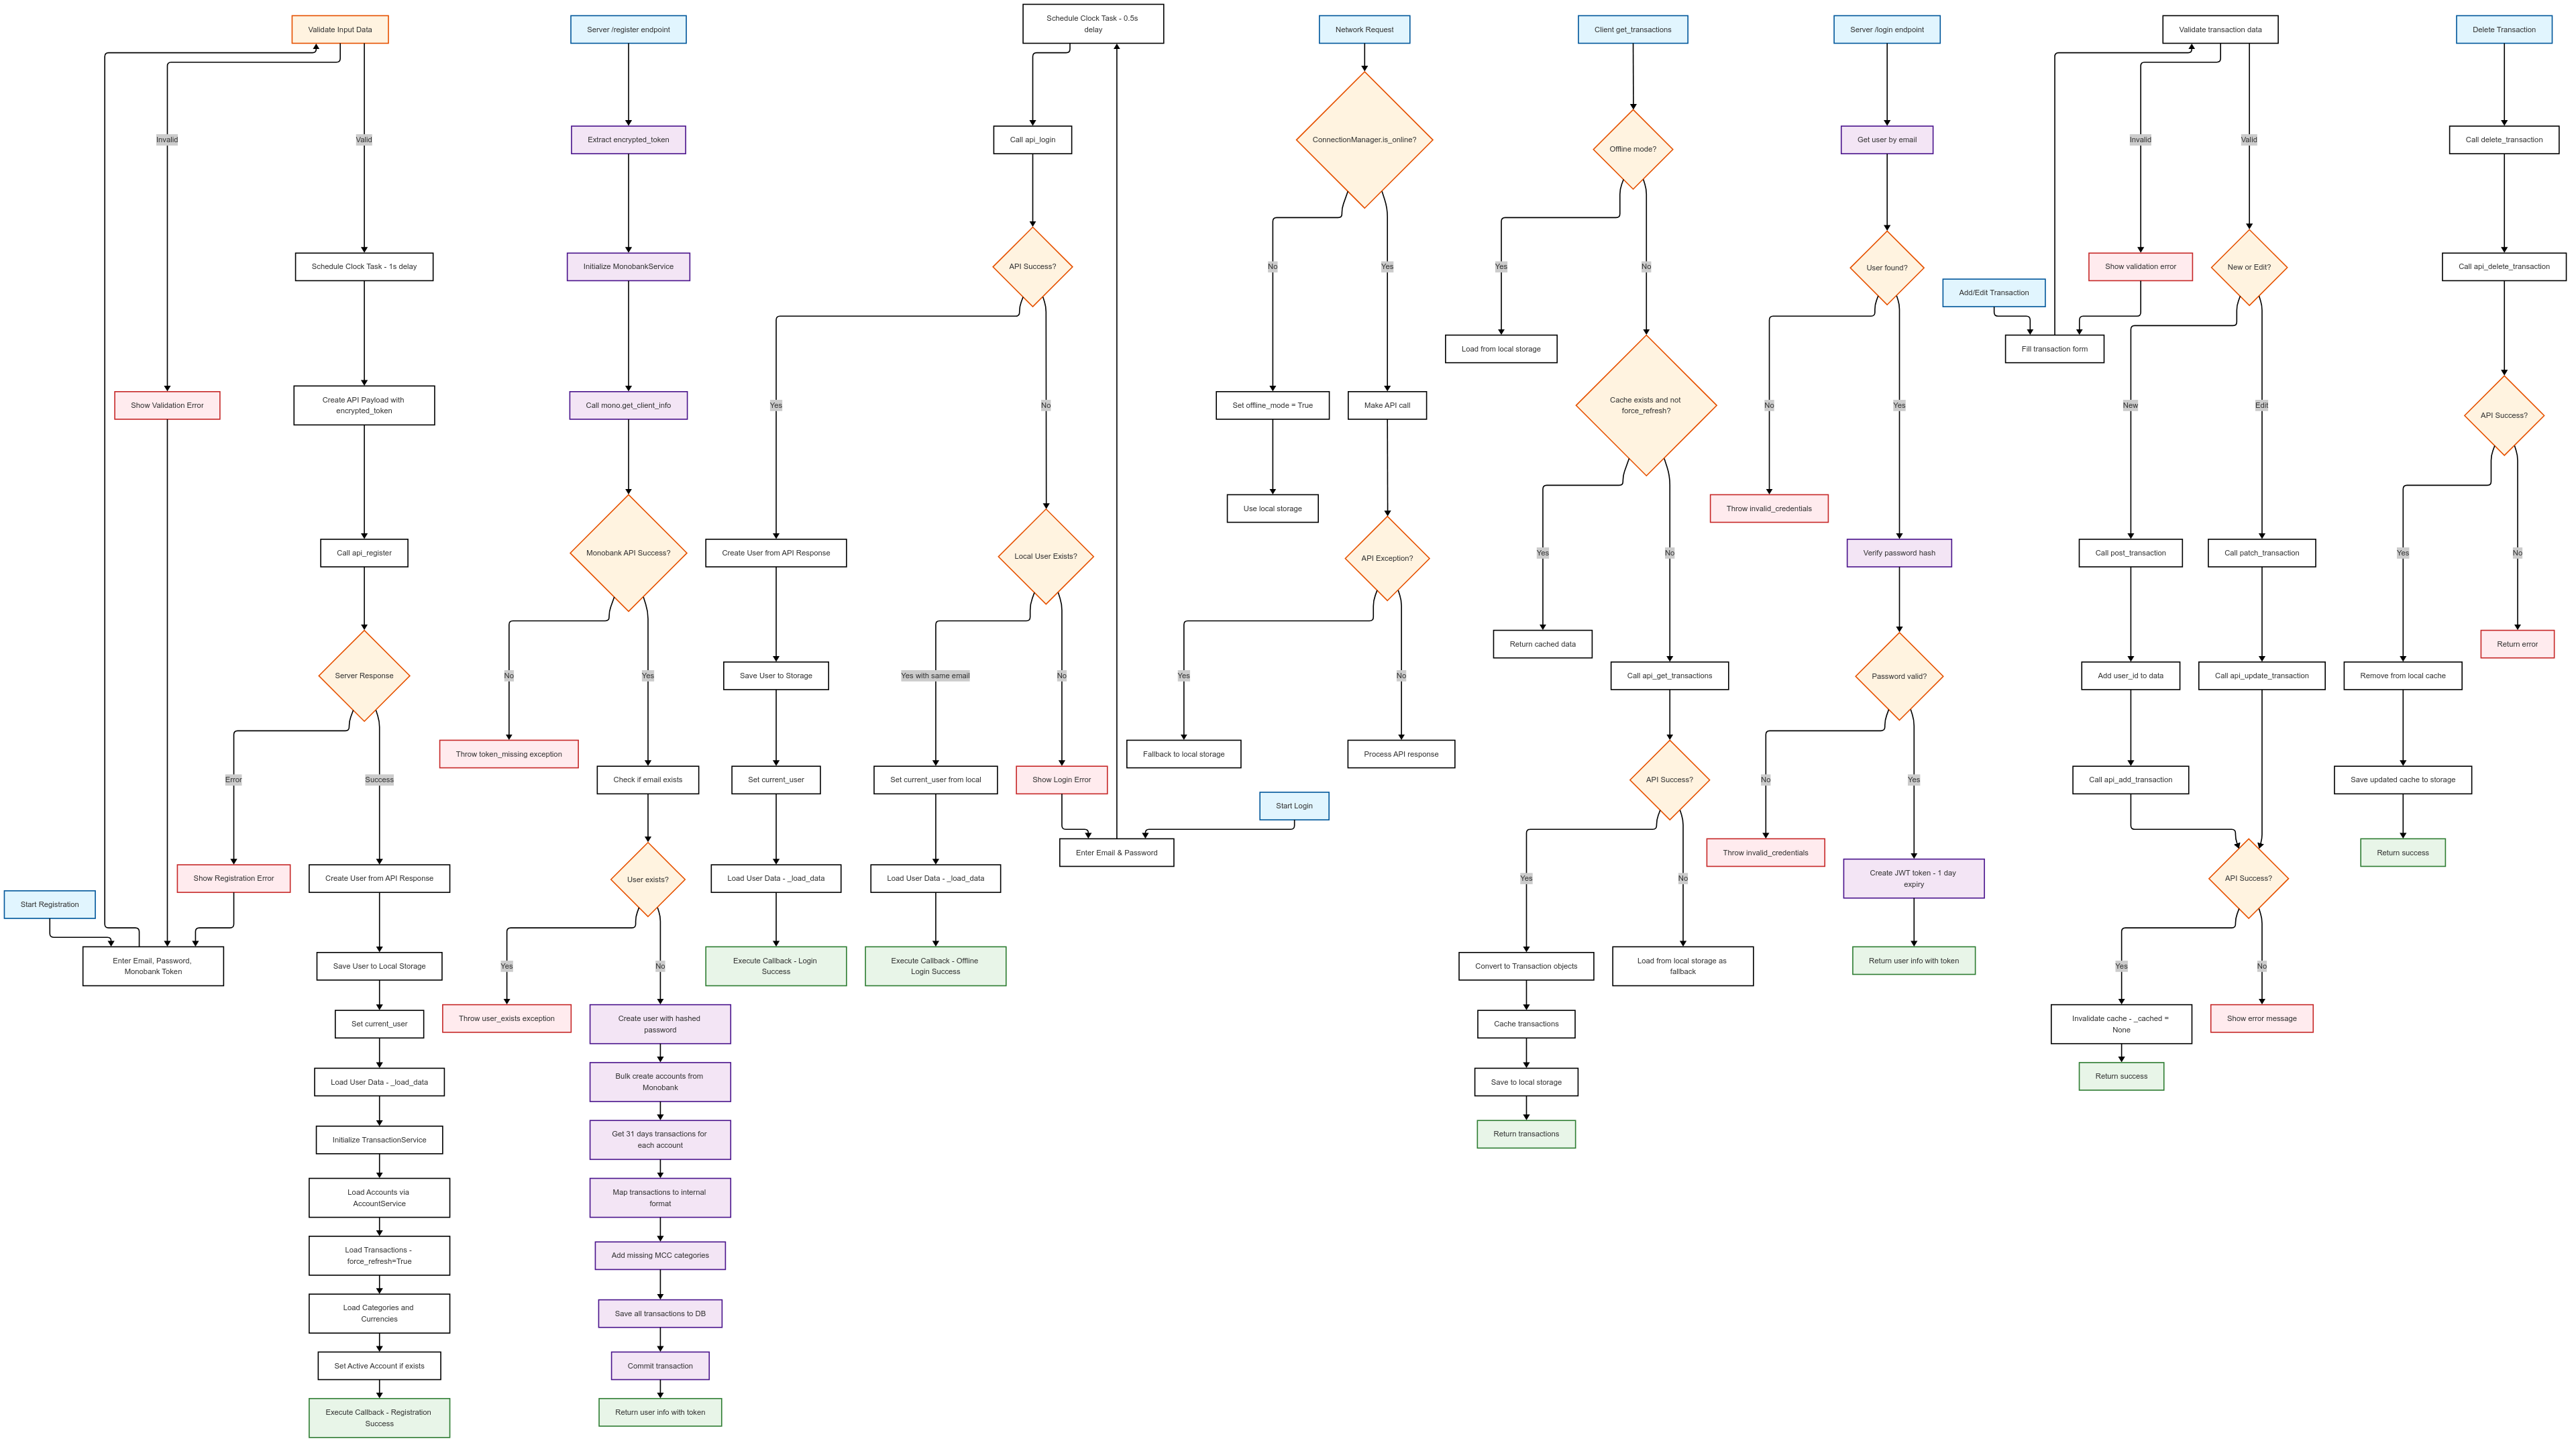 Validate Input Data
Invalid
Valid
Show Validation Error
Schedule Clock Task - 1s delay
Create API Payload with
encrypted_token
Call api_register
Server Response
Error
Success
Show Registration Error
Start Registration
Enter Email, Password,
Monobank Token
Create User from API Response
Save User to Local Storage
Set current_user
Load User Data - _load_data
Initialize TransactionService
Load Accounts via
AccountService
Load Transactions -
force_refresh=True
Load Categories and
Currencies
Set Active Account if exists
Execute Callback - Registration
Success
Server /register endpoint
Extract encrypted_token
Initialize MonobankService
Call mono.get_client_info
Monobank API Success?
No
Yes
Throw token_missing exception
Check if email exists
User exists?
Yes
No
Throw user_exists exception
Create user with hashed
password
Bulk create accounts from
Monobank
Get 31 days transactions for
each account
Map transactions to internal
format
Add missing MCC categories
Save all transactions to DB
Commit transaction
Return user info with token
Schedule Clock Task - 0.5s
delay
Call api_login
API Success?
Yes
No
Create User from API Response
Save User to Storage
Set current_user
Load User Data - _load_data
Execute Callback - Login
Success
Local User Exists?
Yes with same email
No
Set current_user from local
Load User Data - _load_data
Execute Callback - Offline
Login Success
Show Login Error
Start Login
Enter Email & Password
Network Request
ConnectionManager.is_online?
No
Yes
Set offline_mode = True
Use local storage
Make API call
API Exception?
Yes
No
Fallback to local storage
Process API response
Client get_transactions
Offline mode?
Yes
No
Load from local storage
Cache exists and not
force_refresh?
Yes
No
Return cached data
Call api_get_transactions
API Success?
Yes
No
Convert to Transaction objects
Cache transactions
Save to local storage
Return transactions
Load from local storage as
fallback
Server /login endpoint
Get user by email
User found?
No
Yes
Throw invalid_credentials
Verify password hash
Password valid?
No
Yes
Throw invalid_credentials
Create JWT token - 1 day
expiry
Return user info with token
Validate transaction data
Invalid
Valid
Show validation error
Add/Edit Transaction
Fill transaction form
New or Edit?
New
Edit
Call post_transaction
Add user_id to data
Call api_add_transaction
Call patch_transaction
Call api_update_transaction
API Success?
Yes
No
Invalidate cache - _cached =
None
Return success
Show error message
Delete Transaction
Call delete_transaction
Call api_delete_transaction
API Success?
Yes
No
Return error
Remove from local cache
Save updated cache to storage
Return success